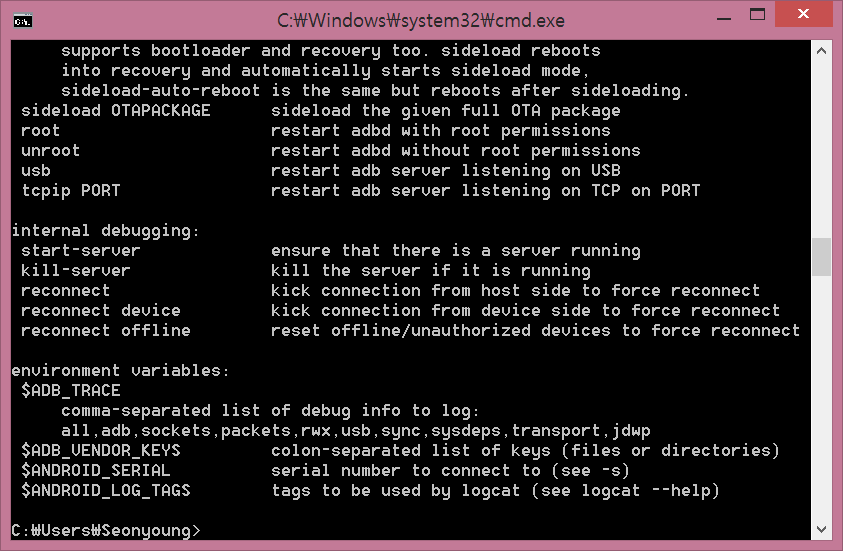 C:₩Windows₩system32₩cmd.exe
supports bootloader and recovery too. sideload reboots
into recovery and automatically starts sideload mode,
sideload-auto-reboot is the same but reboots after sideloading.
sideload OTAPACKAGE sideload the given full OTA package
root restart adbd with root permissions
unroot restart adbd without root permissions
usb restart adb server listening on USB
tcpip PORT restart adb server listening on TCP on PORT
internal debugging:
start-server ensure that there is a server running
kill-server kill the server if it is running
reconnect kick connection from host side to force reconnect
reconnect device kick connection from device side to force reconnect
reconnect offline reset offline/unauthorized devices to force reconnect
environment variables:
$ADB_TRACE
comma-separated list of debug info to log:
all,adb,sockets,packets,rwx,usb,sync,sysdeps,transport,jdwp
$ADB_VENDOR_KEYS colon-separated list of keys (files or directories)
$ANDROID_SERIAL serial number to connect to (see -s)
$ANDROID_LOG_TAGS tags to be used by logcat (see logcat --help)
C:₩Users₩Seonyoung>